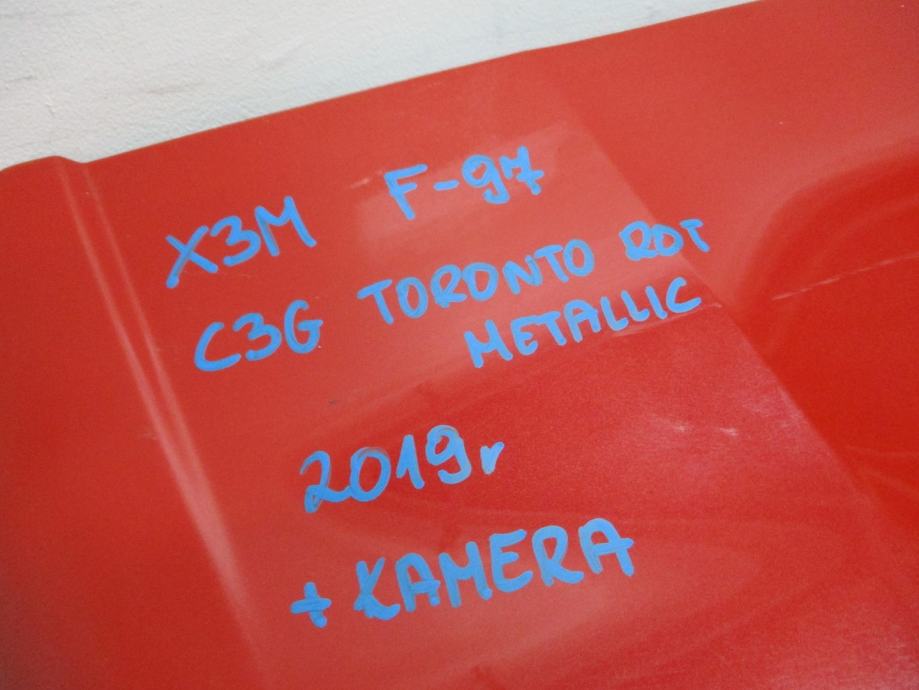 X3M F-97
C3G TORONTO ROT
METALLIC
2019r
+ KAMERA